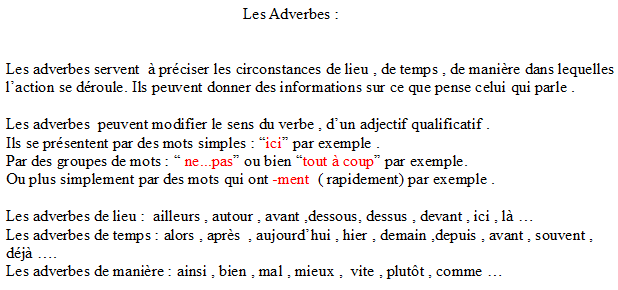 Les Adverbes :
Les adverbes servent à préciser les circonstances de lieu , de temps , de manière dans lequelles
l’action se déroule. Ils peuvent donner des informations sur ce que pense celui qui parle .
Les adverbes peuvent modifier le sens du verbe , d’un adjectif qualificatif .
Ils se présentent par des mots simples : “ici” par exemple .
Par des groupes de mots : “ ne...pas” ou bien “tout à coup” par exemple.
Ou plus simplement par des mots qui ont -ment ( rapidement) par exemple .
Les adverbes de lieu : ailleurs , autour , avant ,dessous, dessus , devant , ici , là …
Les adverbes de temps : alors , après , aujourd’hui , hier , demain ,depuis , avant , souvent ,
déjà ….
Les adverbes de manière : ainsi , bien , mal , mieux , vite , plutôt , comme …